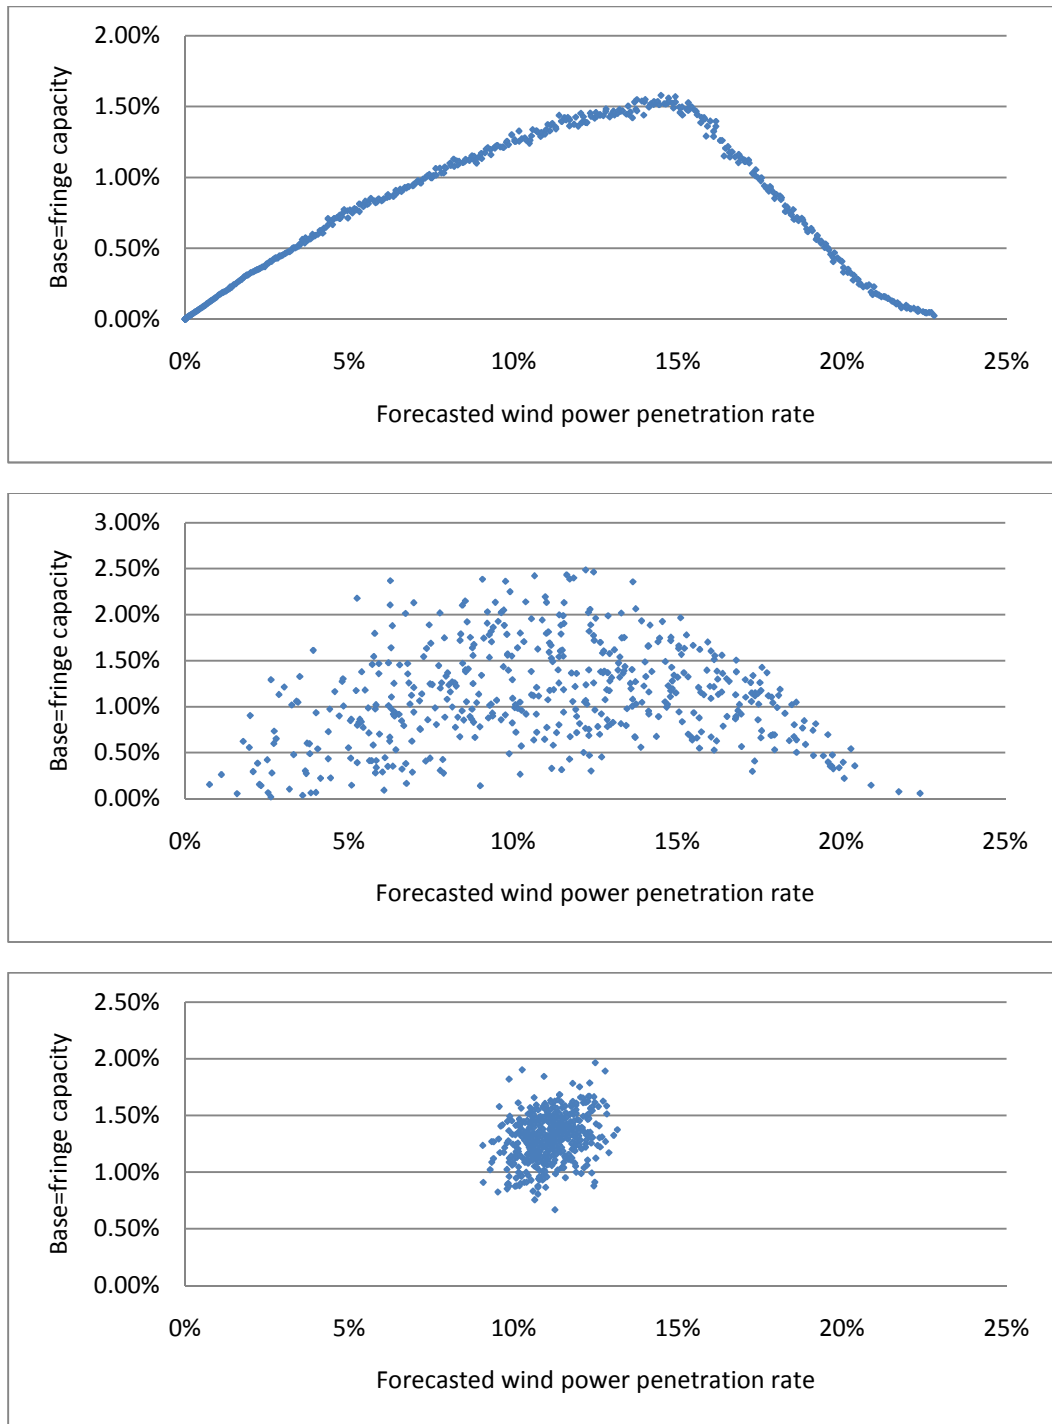 2.00%
1.50%
1.00%
0.50%
0.00%
Base=fringe capacity
0% 5% 10% 15% 20% 25%
Forecasted wind power penetration rate
3.00%
2.50%
2.00%
1.50%
1.00%
0.50%
0.00%
Base=fringe capacity
0% 5% 10% 15% 20% 25%
Forecasted wind power penetration rate
2.50%
2.00%
1.50%
1.00%
0.50%
0.00%
Base=fringe capacity
0% 5% 10% 15% 20% 25%
Forecasted wind power penetration rate